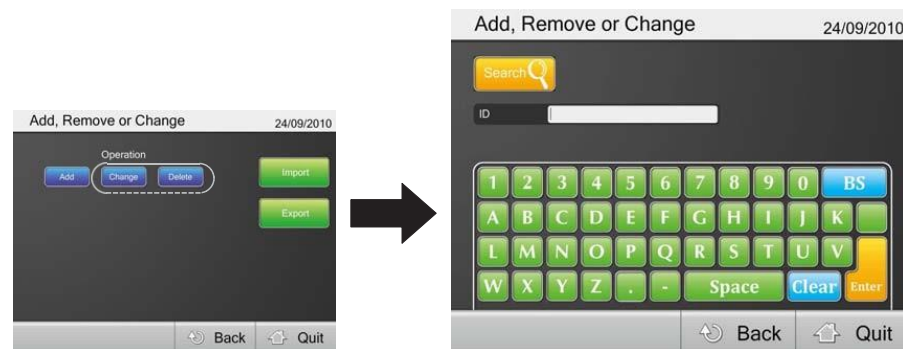 Add, Remove or Change 24/09/2010
Operation
Add Change Delete Import
Export
Back Quit
Add, Remove or Change 24/09/2010
Search
ID
1 2 3 4 5 6 7 8 9 0 BS
A B C D E F G H I J K
L M N O P Q R S T U V
W X Y Z . - Space Clear Enter
Back Quit